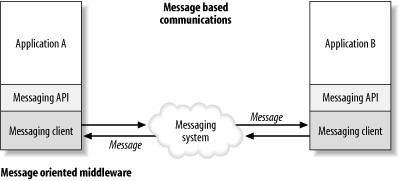 Message based
communications
Application A
Messaging API
Messaging client
Message
Messaging
system
Message
Application B
Messaging API
Messaging client
Message oriented middleware